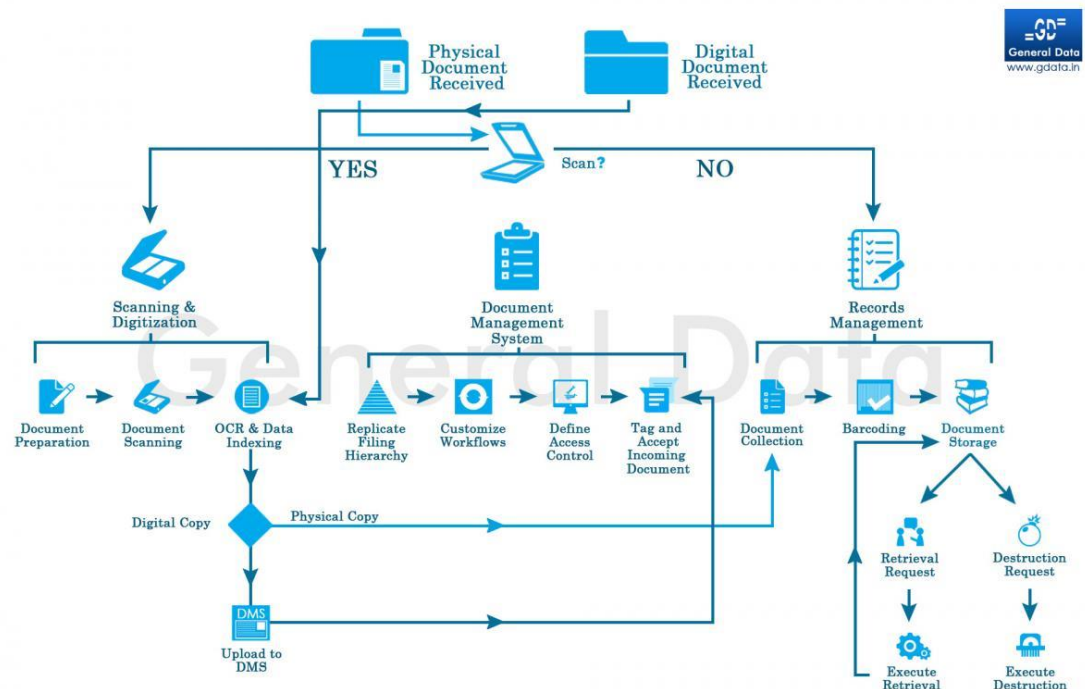 GD
General Data
www.gdata.in
Physical
Document
Received
Digital
Document
Received
Scan?
YES
NO
Scanning &
Digitization
Document
Management
System
Records
Management
General Data
Document
Preparation
Document
Scanning
OCR & Data
Indexing
Replicate
Filing
Hierarchy
Customize
Workflows
Define
Access
Control
Tag and
Accept
Incoming
Document
Document
Collection
Barcoding
Document
Storage
Digital Copy
Physical Copy
Retrieval
Request
Destruction
Request
DMS
Upload to
DMS
Execute
Retrieval
Execute
Destruction